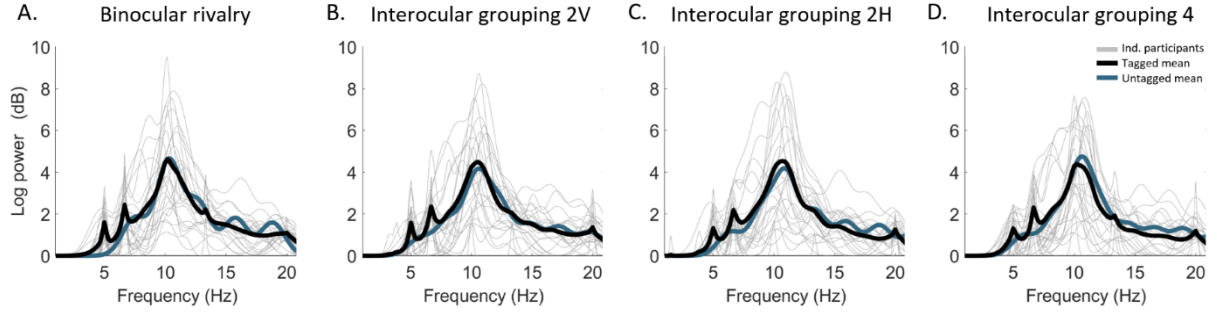 A. Binocular rivalry
B. Interocular grouping 2V
C. Interocular grouping 2H
D. Interocular grouping 4
Log power (dB)
10
8
6
4
2
0
5 10 15 20
Frequency (Hz)
10
8
6
4
2
0
5 10 15 20
Frequency (Hz)
10
8
6
4
2
0
5 10 15 20
Frequency (Hz)
10
8
6
4
2
0
5 10 15 20
Frequency (Hz)
Ind. participants
Tagged mean
Untagged mean